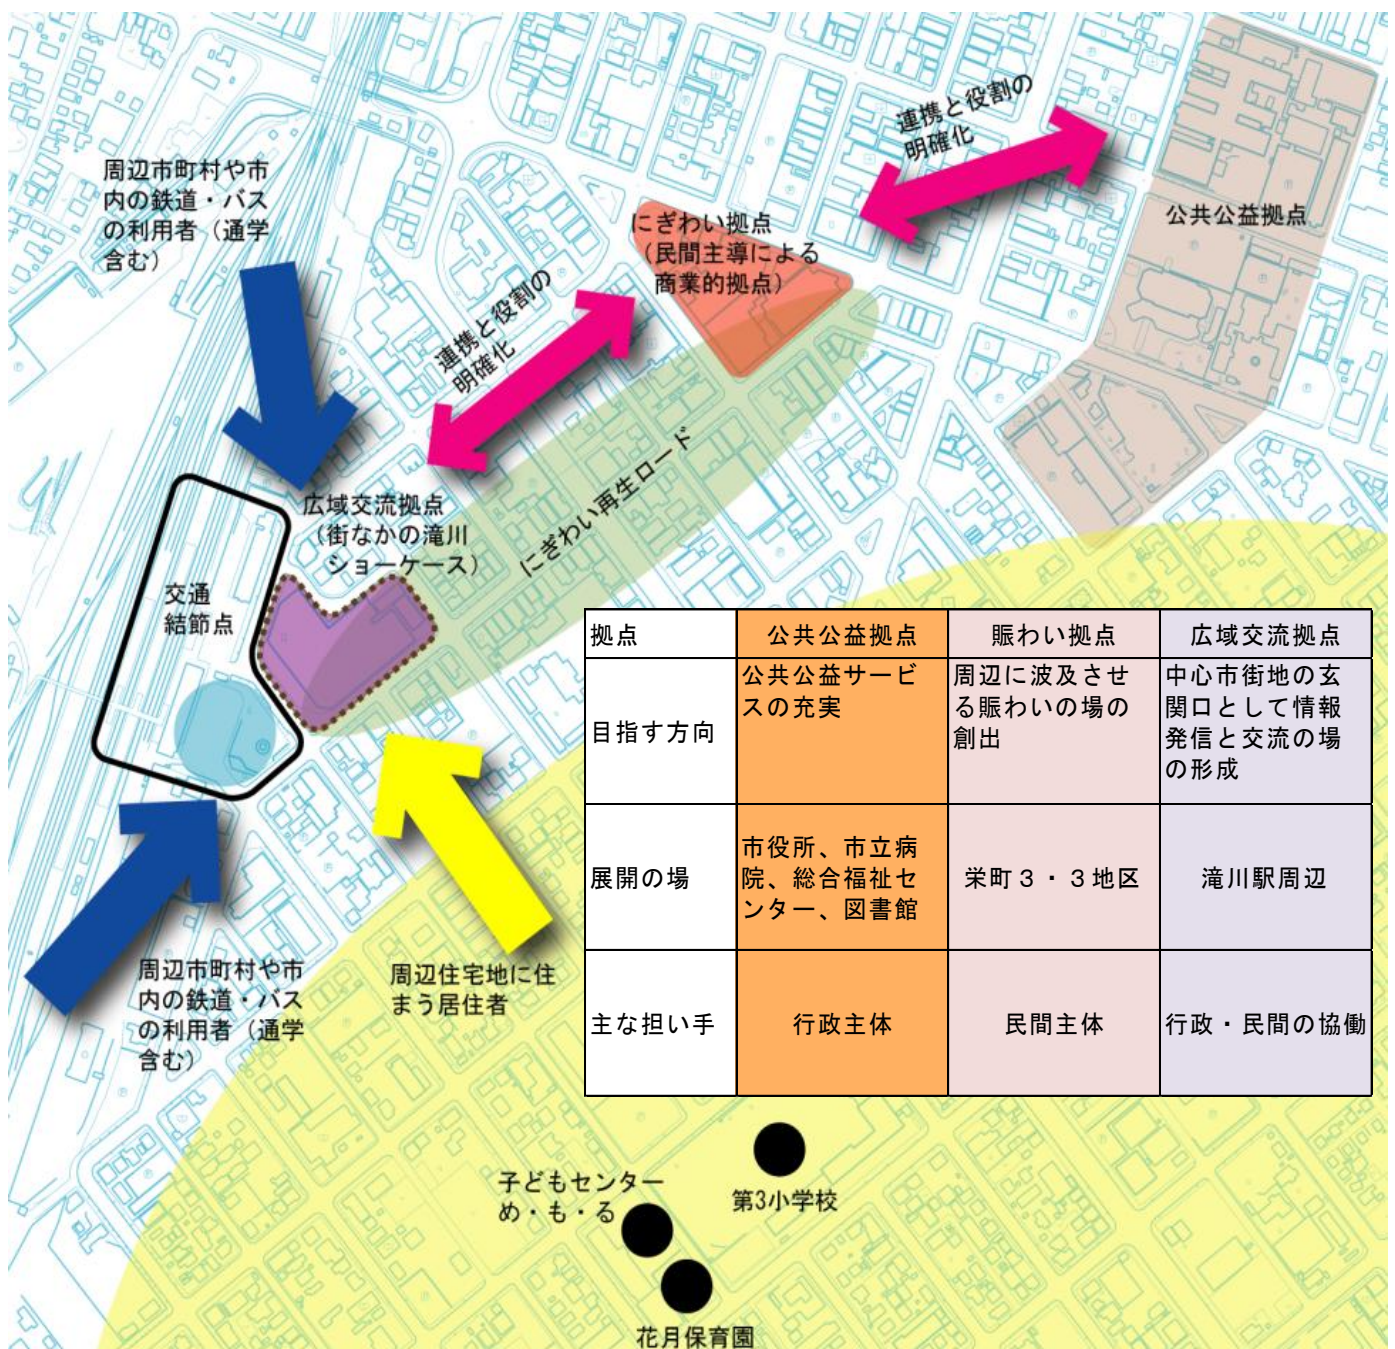 連携と役割の
明確化
周辺市町村や市
内の鉄道・バス
の利用者（通学
含む）
公共公益拠点
にぎわい拠点
（民間主導による
商業的拠点）
連携と役割の
明確化
にぎわい再生ロード
広域交流拠点
（街なかの滝川
ショーケース）
交通
結節点
拠点 公共公益拠点 賑わい拠点 広域交流拠点
目指す方向
公共公益サービ
スの充実
周辺に波及させ
る賑わいの場の
創出
中心市街地の玄
関口として情報
発信と交流の場
の形成
展開の場
市役所、市立病
院、総合福祉セ
ンター、図書館
栄町３・３地区
滝川駅周辺
主な担い手 行政主体 民間主体 行政・民間の協働
周辺市町村や市
内の鉄道・バス
の利用者（通学
含む）
周辺住宅地に住
まう居住者
子どもセンター
め・も・る
第3小学校
花月保育園